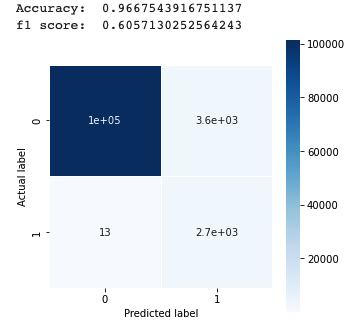 Accuracy:  0.9667543916751137
f1 score:  0.6057130252564243
100000
80000
60000
40000
20000
Actual label
0
1e+05
3.6e+03
1
13
2.7e+03
0
1
Predicted label